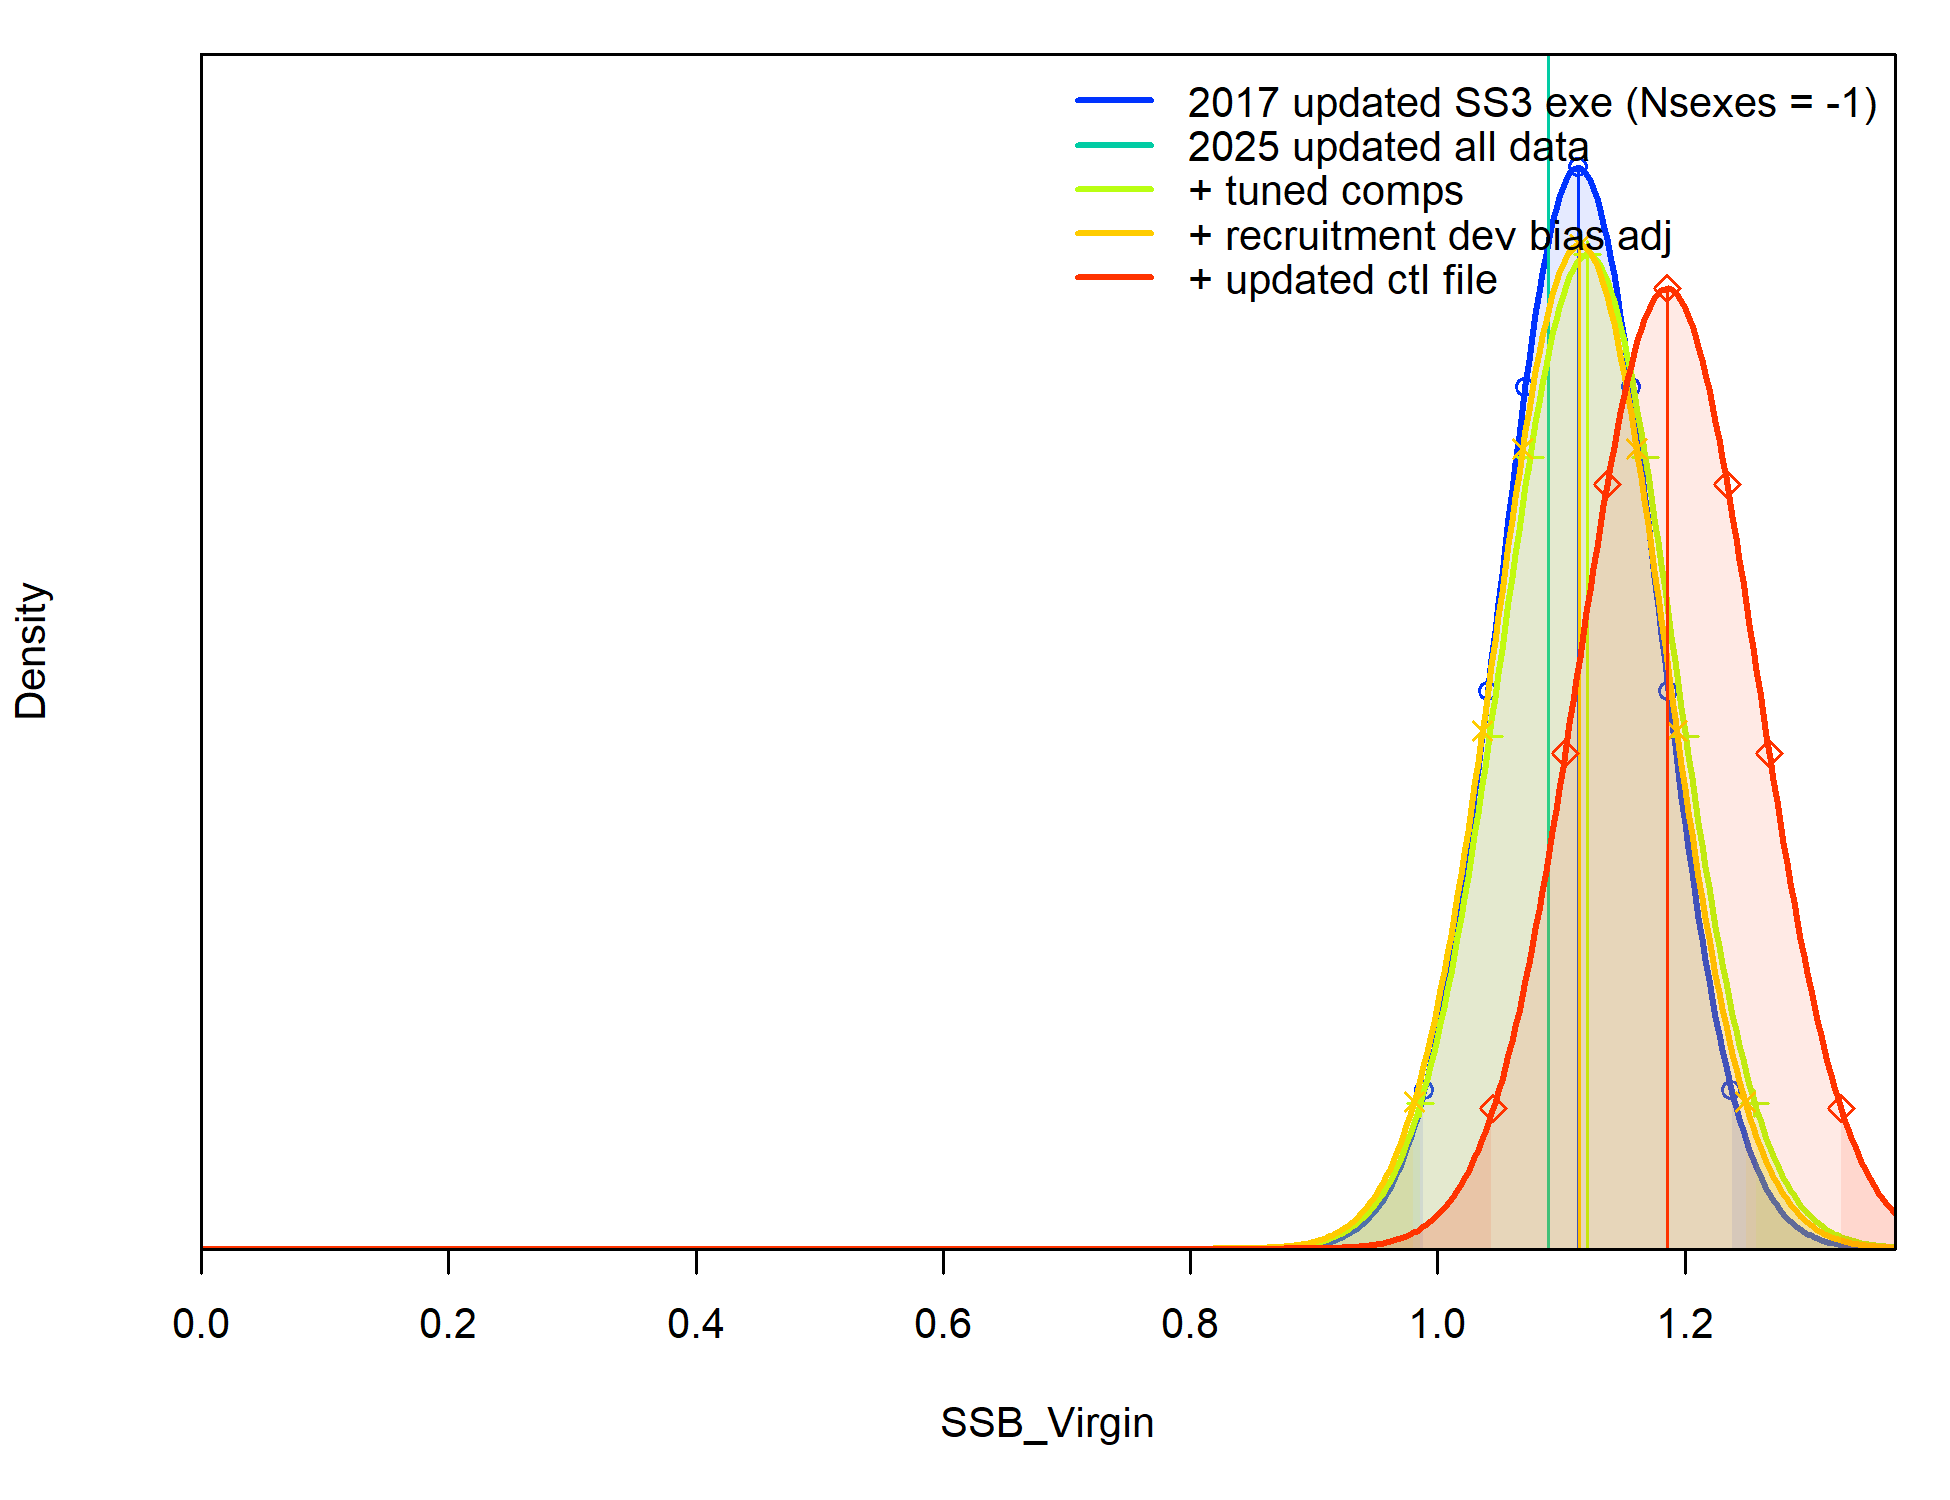 2017 updated SS3 exe (Nsexes = -1)
2025 updated all data
+ tuned comps
+ recruitment dev bias adj
+ updated ctl file
Density
0.0 0.2 0.4 0.6 0.8 1.0 1.2
SSB_Virgin